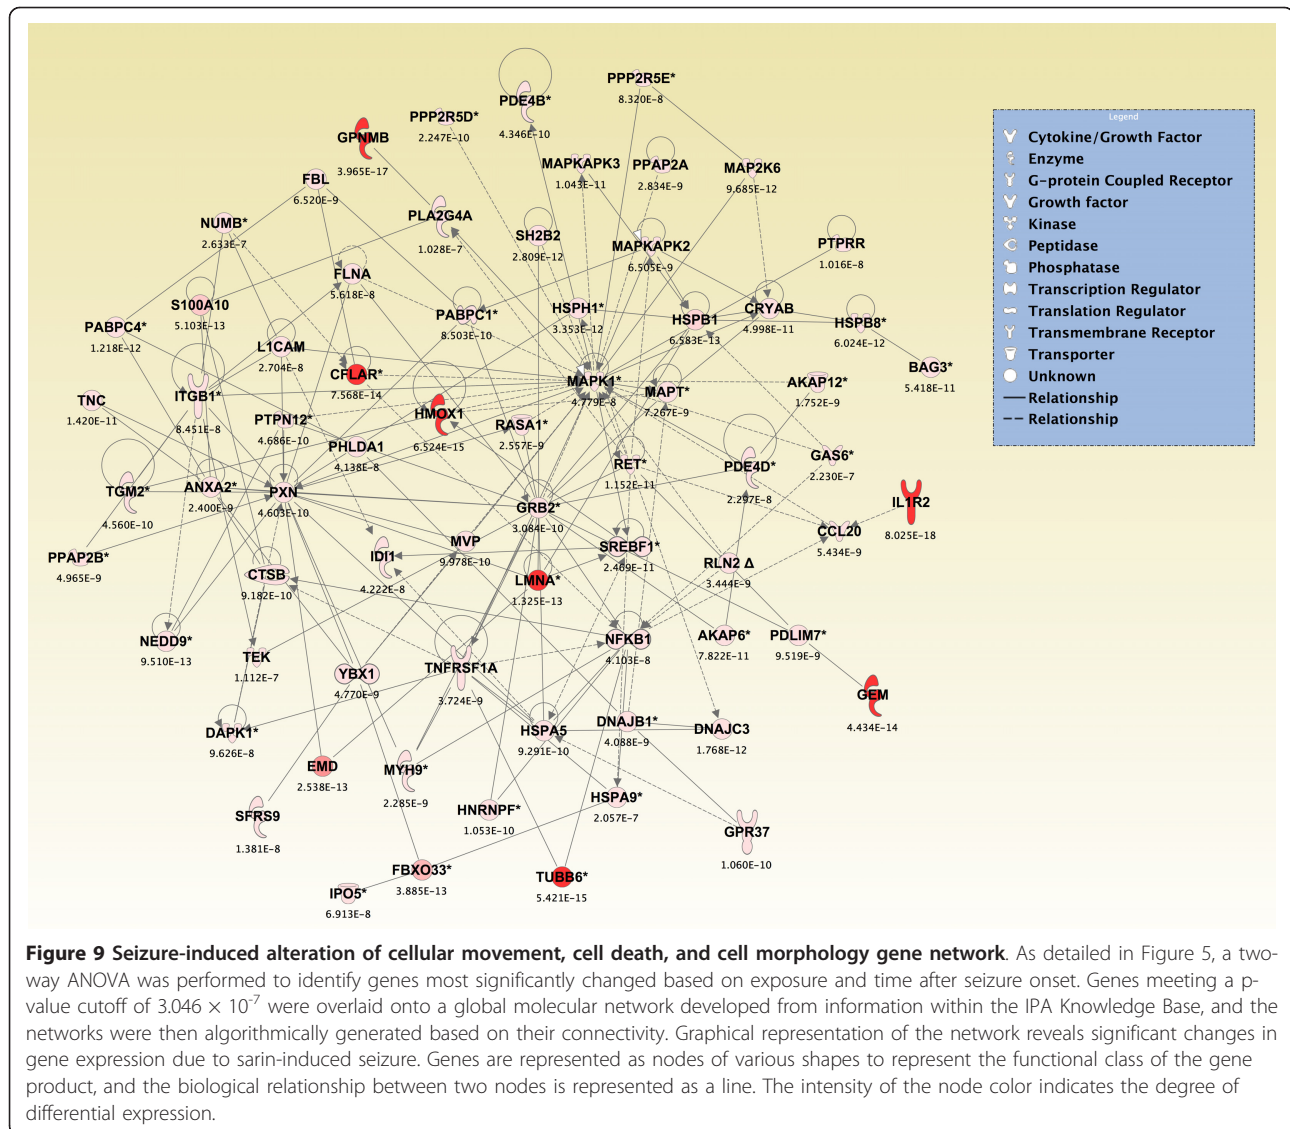 PPP2R5E*
8.320E-8
PDE4B*
4.346E-10
PPP2R5D*
2.247E-10
GPNMB
3.965E-17
MAPKAPK3
1.043E-11
PPAP2A
2.834E-9
MAP2K6
9.685E-12
FBL
6.520E-9
NUMB*
2.633E-7
PLA2G4A
1.028E-7
SH2B2
2.809E-12
MAPKAPK2
6.505E-9
PTPRR
1.016E-8
FLNA
5.618E-8
S100A10
5.103E-13
PABPC4*
1.218E-12
PABPC1*
8.503E-10
HSPH1*
3.353E-12
HSPB1
6.583E-13
CRYAB
4.998E-11
HSPB8*
6.024E-12
L1CAM
2.704E-8
BAG3*
5.418E-11
CFLAR*
7.568E-14
MAPK1*
4.779E-8
MAPT*
7.267E-9
AKAP12*
1.752E-9
TNC
1.420E-11
ITGB1*
8.451E-8
PTPN12*
4.686E-10
HMOX1
6.524E-15
RASA1*
2.557E-9
PHLDA1
4.138E-8
RET*
1.152E-11
PDE4D*
2.297E-8
GAS6*
2.230E-7
TGM2*
4.560E-10
ANXA2*
2.400E-9
PXN
4.603E-10
GRB2*
3.084E-10
IL1R2
8.025E-18
CCL20
5.434E-9
PPAP2B*
4.965E-9
CTSB
9.182E-10
IDI1
4.222E-8
MVP
9.978E-10
SREBF1*
2.469E-11
RLN2 Δ
3.444E-9
LMNA*
1.325E-13
NEDD9*
9.510E-13
TEK
1.112E-7
YBX1
4.770E-9
TNFRSF1A
3.724E-9
NFKB1
4.103E-8
AKAP6*
7.822E-11
PDLIM7*
9.519E-9
GEM
4.434E-14
DAPK1*
9.626E-8
HSPA5
9.291E-10
DNAJB1*
4.088E-9
DNAJC3
1.768E-12
EMD
2.538E-13
MYH9*
2.285E-9
SFRS9
1.381E-8
HNRNPF*
1.053E-10
HSPA9*
2.057E-7
GPR37
1.060E-10
FBXO33*
3.885E-13
IPO5*
6.913E-8
TUBB6*
5.421E-15
Legend
Cytokine/Growth Factor
Enzyme
G-protein Coupled Receptor
Growth factor
Kinase
Peptidase
Phosphatase
Transcription Regulator
Translation Regulator
Transmembrane Receptor
Transporter
Unknown
Relationship
Relationship
Figure 9 Seizure-induced alteration of cellular movement, cell death, and cell morphology gene network. As detailed in Figure 5, a two-
way ANOVA was performed to identify genes most significantly changed based on exposure and time after seizure onset. Genes meeting a p-
value cutoff of 3.046 × 10⁻⁷ were overlaid onto a global molecular network developed from information within the IPA Knowledge Base, and the
networks were then algorithmically generated based on their connectivity. Graphical representation of the network reveals significant changes in
gene expression due to sarin-induced seizure. Genes are represented as nodes of various shapes to represent the functional class of the gene
product, and the biological relationship between two nodes is represented as a line. The intensity of the node color indicates the degree of
differential expression.